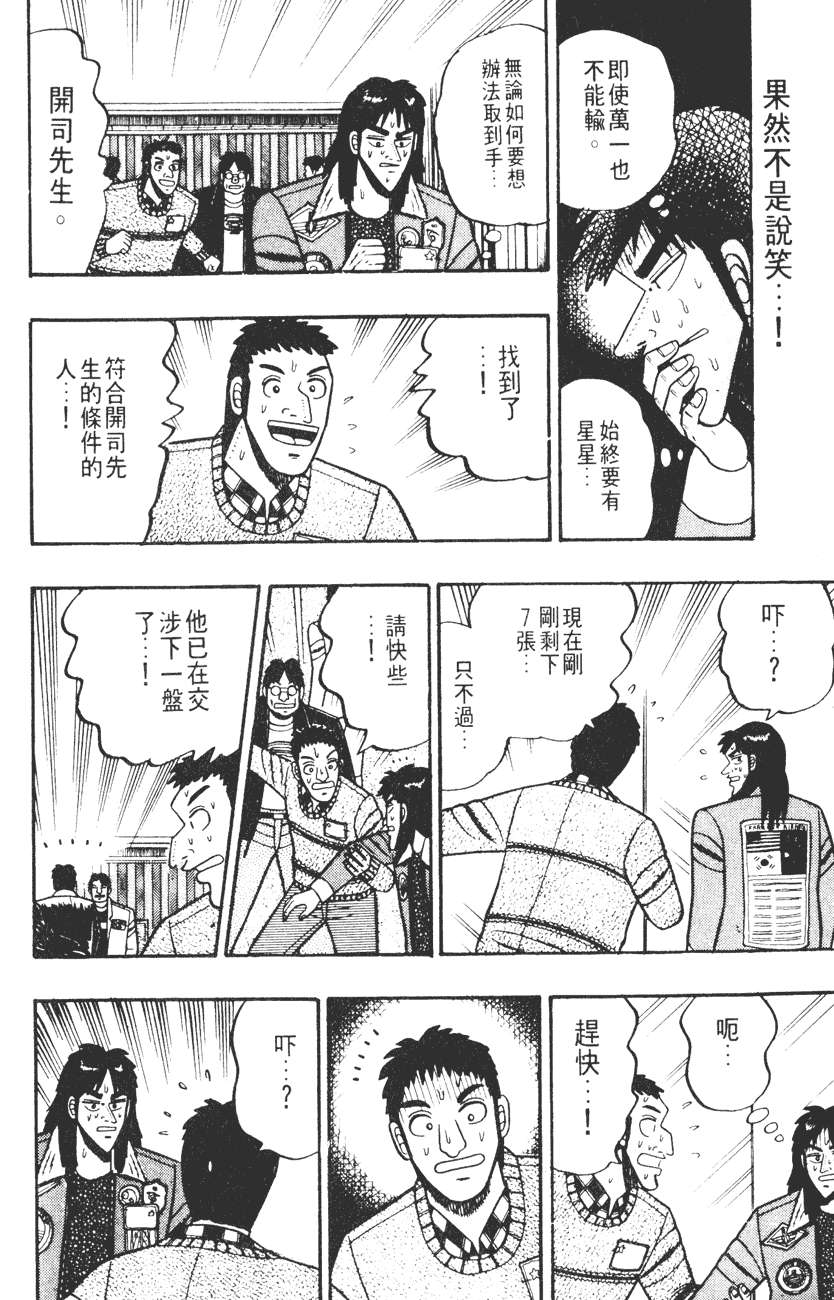 果然不是說笑…！
即使萬一也
不能輸。
始終要有
星星…
無論如何要想
辦法取到手…
開司先生。
找到了
…！
符合開司先
生的條件的
人…！
吓…？
現在剛
剛剩下
7張…
只不過…
請快些
…！
他已在交
涉下一盤
了…！
呃…
趕快…！
吓…？